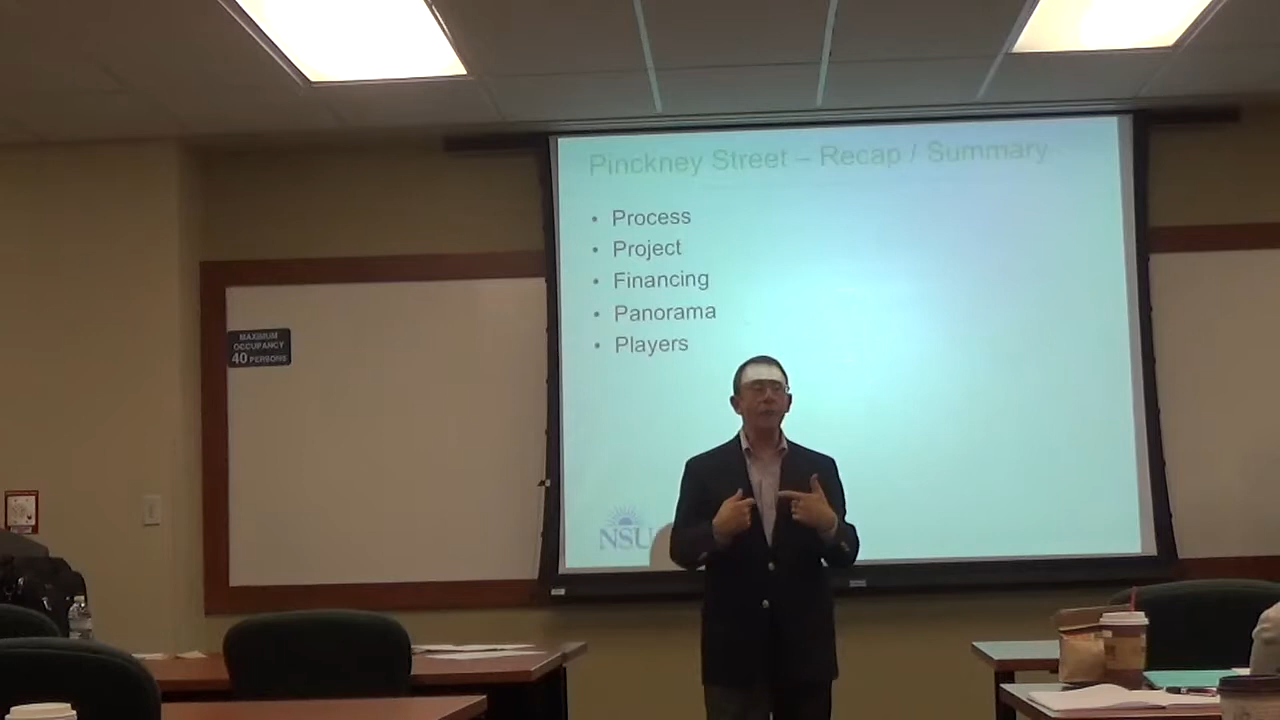 Pinckney Street – Recap / Summary
• Process
• Project
• Financing
• Panorama
• Players
MAXIMUM
OCCUPANCY
40 PERSONS
NSU